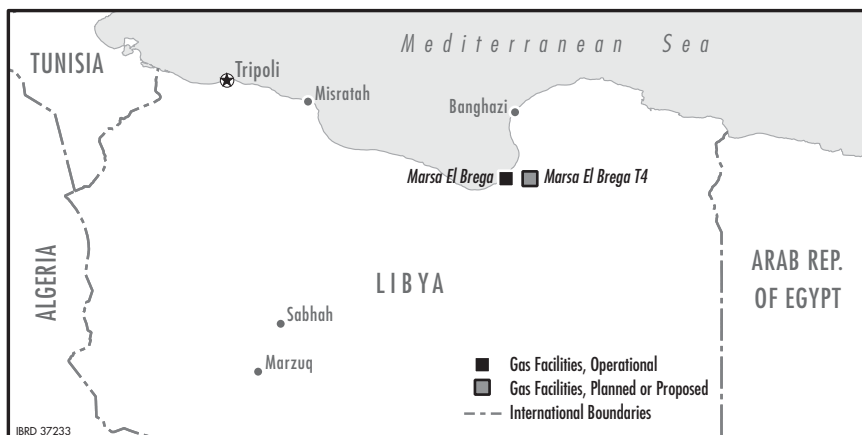 Mediterranean Sea
TUNISIA
Tripoli
Misratah
Banghazi
Marsa El Brega
Marsa El Brega T4
ALGERIA
LIBYA
ARAB REP.
OF EGYPT
Sabhah
Marzuq
Gas Facilities, Operational
Gas Facilities, Planned or Proposed
International Boundaries
IBRD 37233